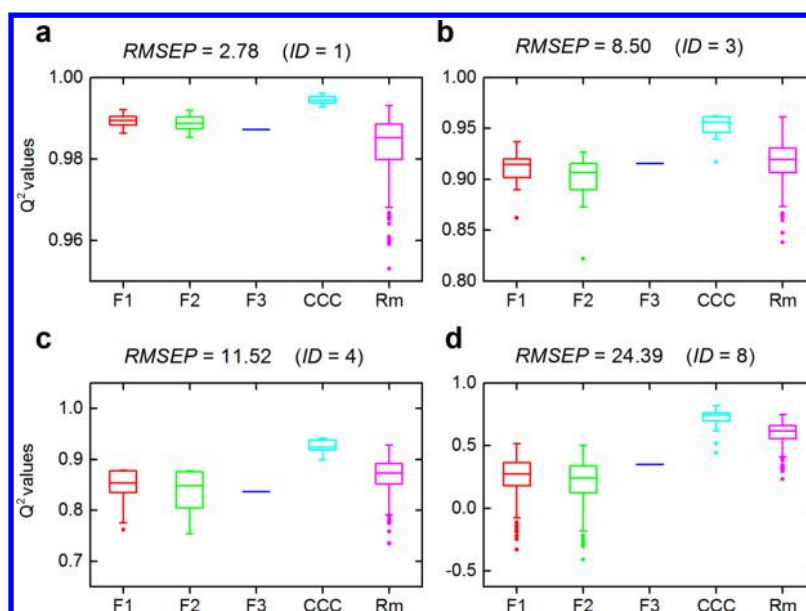 a
RMSEP = 2.78 (ID = 1)
1.00
0.98
0.96
Q² values
F1 F2 F3 CCC Rm
b
RMSEP = 8.50 (ID = 3)
1.00
0.95
0.90
0.85
0.80
F1 F2 F3 CCC Rm
c
RMSEP = 11.52 (ID = 4)
1.0
0.9
0.8
0.7
Q² values
F1 F2 F3 CCC Rm
d
RMSEP = 24.39 (ID = 8)
1.0
0.5
0.0
-0.5
F1 F2 F3 CCC Rm